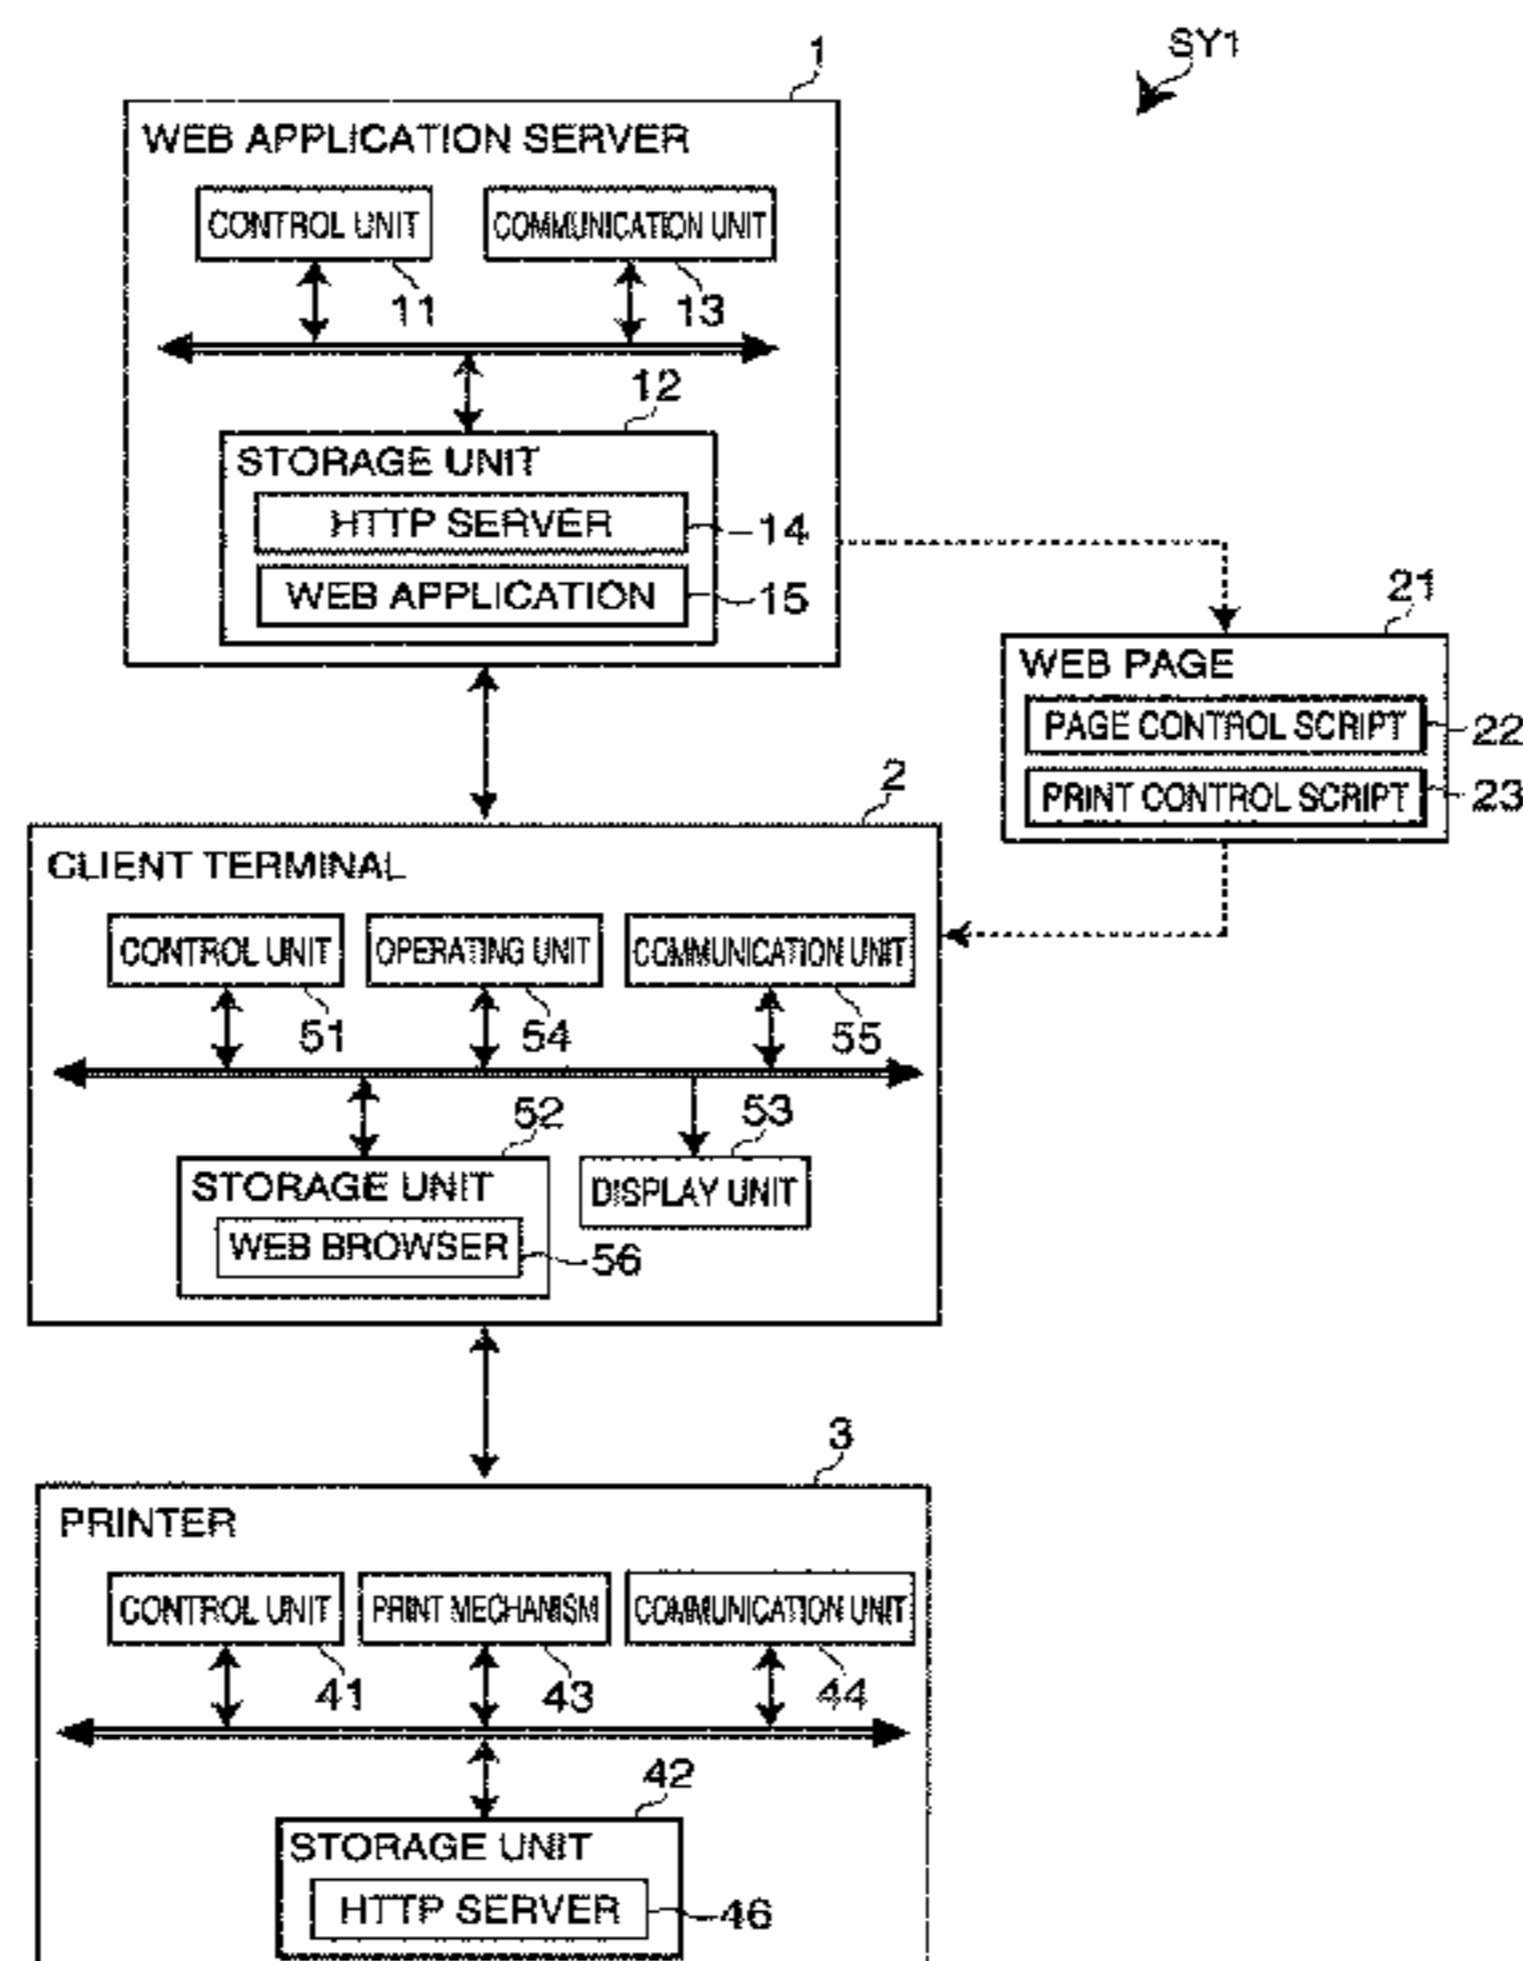 SY1
1
WEB APPLICATION SERVER
CONTROL UNIT
COMMUNICATION UNIT
11
13
12
STORAGE UNIT
HTTP SERVER
14
WEB APPLICATION
15
21
WEB PAGE
PAGE CONTROL SCRIPT
22
PRINT CONTROL SCRIPT
23
2
CLIENT TERMINAL
CONTROL UNIT
OPERATING UNIT
COMMUNICATION UNIT
51
54
55
52
53
STORAGE UNIT
DISPLAY UNIT
WEB BROWSER
56
3
PRINTER
CONTROL UNIT
PRINT MECHANISM
COMMUNICATION UNIT
41
43
44
42
STORAGE UNIT
HTTP SERVER
46